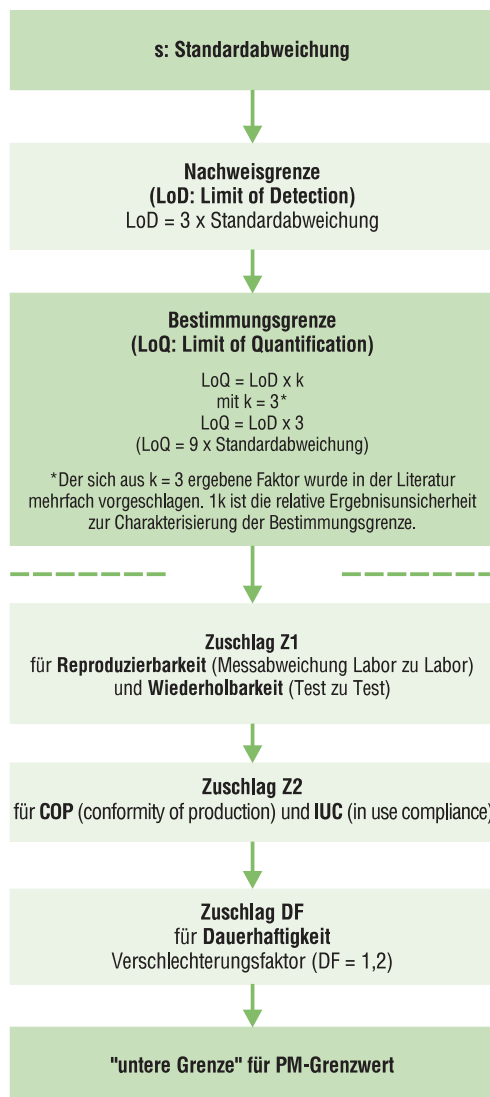 s: Standardabweichung
Nachweisgrenze
(LoD: Limit of Detection)
LoD = 3 x Standardabweichung
Bestimmungsgrenze
(LoQ: Limit of Quantification)
LoQ = LoD x k
mit k = 3*
LoQ = LoD x 3
(LoQ = 9 x Standardabweichung)
*Der sich aus k = 3 ergebene Faktor wurde in der Literatur
mehrfach vorgeschlagen. 1k ist die relative Ergebnisunsicherheit
zur Charakterisierung der Bestimmungsgrenze.
Zuschlag Z1
für Reproduzierbarkeit (Messabweichung Labor zu Labor)
und Wiederholbarkeit (Test zu Test)
Zuschlag Z2
für COP (conformity of production) und IUC (in use compliance)
Zuschlag DF
für Dauerhaftigkeit
Verschlechterungsfaktor (DF = 1,2)
"untere Grenze" für PM-Grenzwert